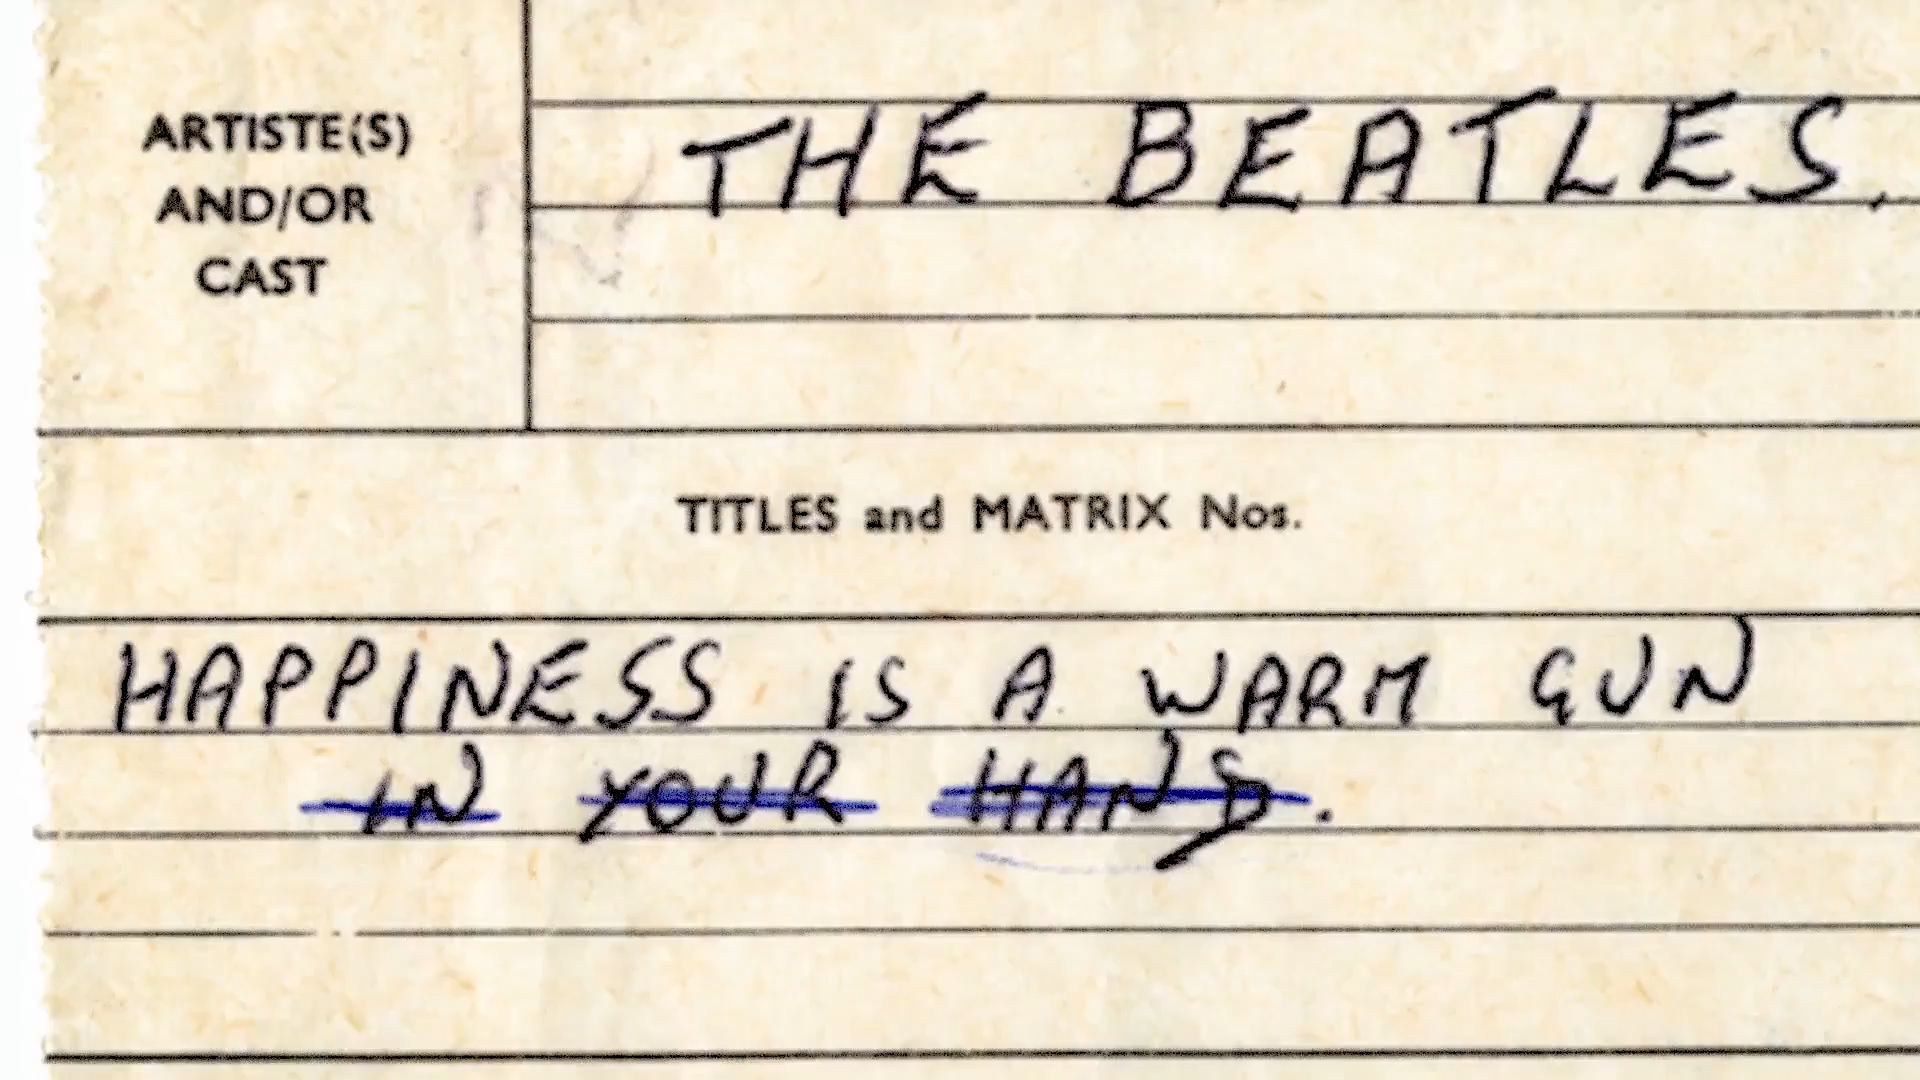 ARTISTE(S)
AND/OR
CAST
THE BEATLES.
TITLES and MATRIX Nos.
HAPPINESS IS A WARM GUN
IN YOUR HAND.